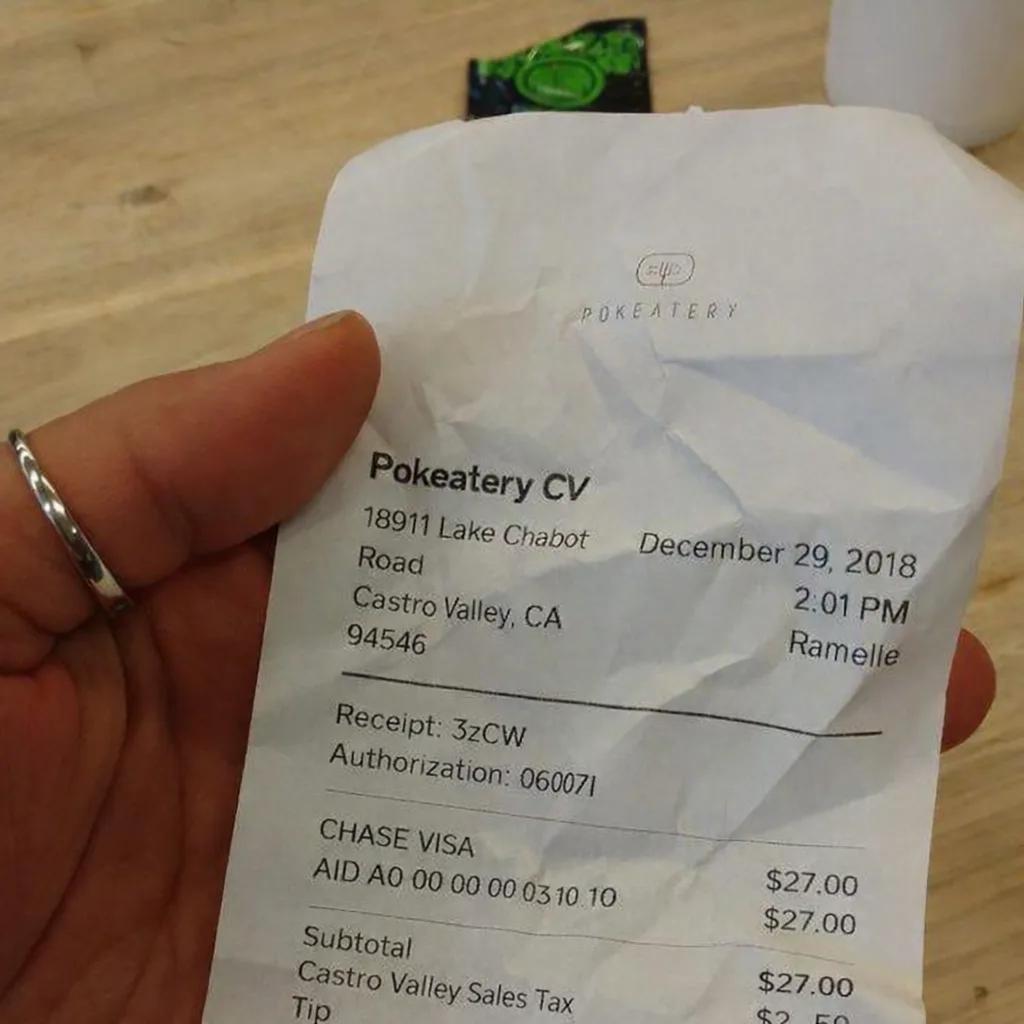 POKEATERY
Pokeatery CV
18911 Lake Chabot
Road
Castro Valley, CA
94546
December 29, 2018
2:01 PM
Ramelle
Receipt: 3zCW
Authorization: 06007I
CHASE VISA
AID A0 00 00 00 03 10 10
$27.00
$27.00
Subtotal
$27.00
Castro Valley Sales Tax
Tip